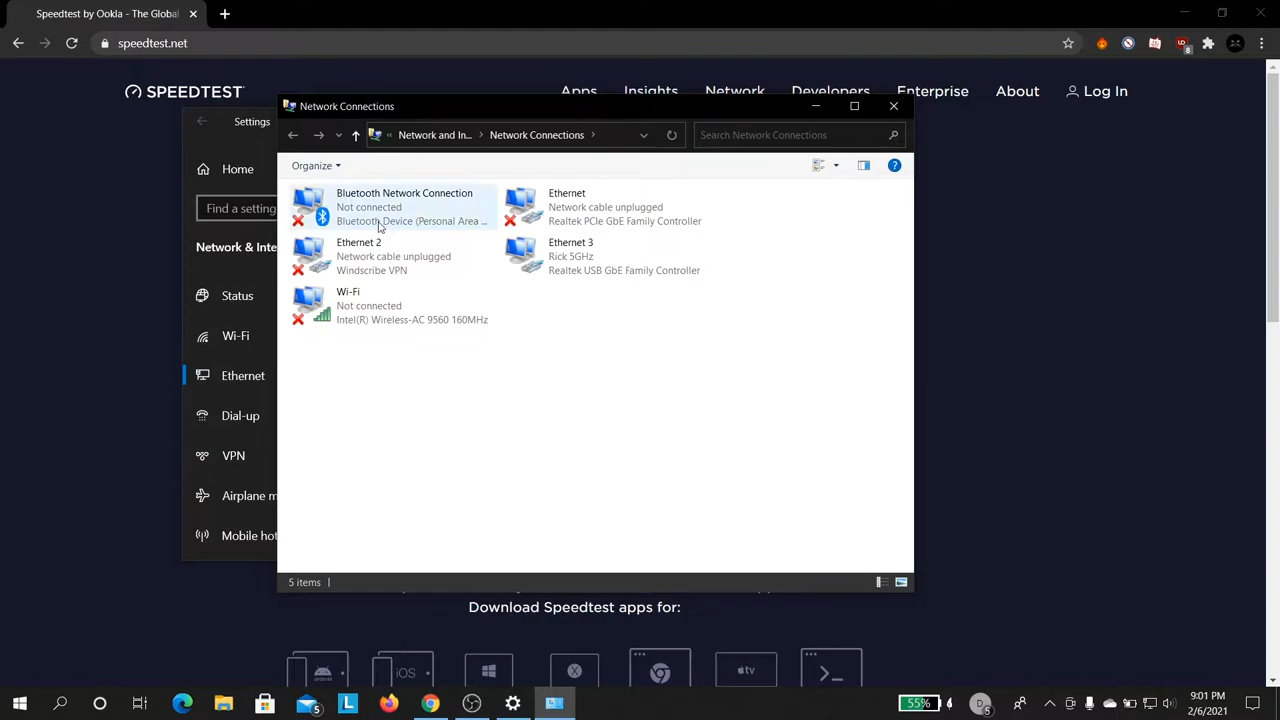 Speedtest by Ookla - The Global
speedtest.net
8
SPEEDTEST
Apps
Insights
Network
Developers
Enterprise
About
Log In
Settings
Home
Find a setting
Network & Inte
Status
Wi-Fi
Ethernet
Dial-up
VPN
Airplane m
Mobile hot
Network Connections
« Network and In... > Network Connections >
Search Network Connections
Organize
Bluetooth Network Connection
Not connected
Bluetooth Device (Personal Area ...
Ethernet
Network cable unplugged
Realtek PCIe GbE Family Controller
Ethernet 2
Network cable unplugged
Windscribe VPN
Ethernet 3
Rick 5GHz
Realtek USB GbE Family Controller
Wi-Fi
Not connected
Intel(R) Wireless-AC 9560 160MHz
5 items
Download Speedtest apps for:
iOS
X
tv
5
L
55%
D
5
9:01 PM
2/6/2021